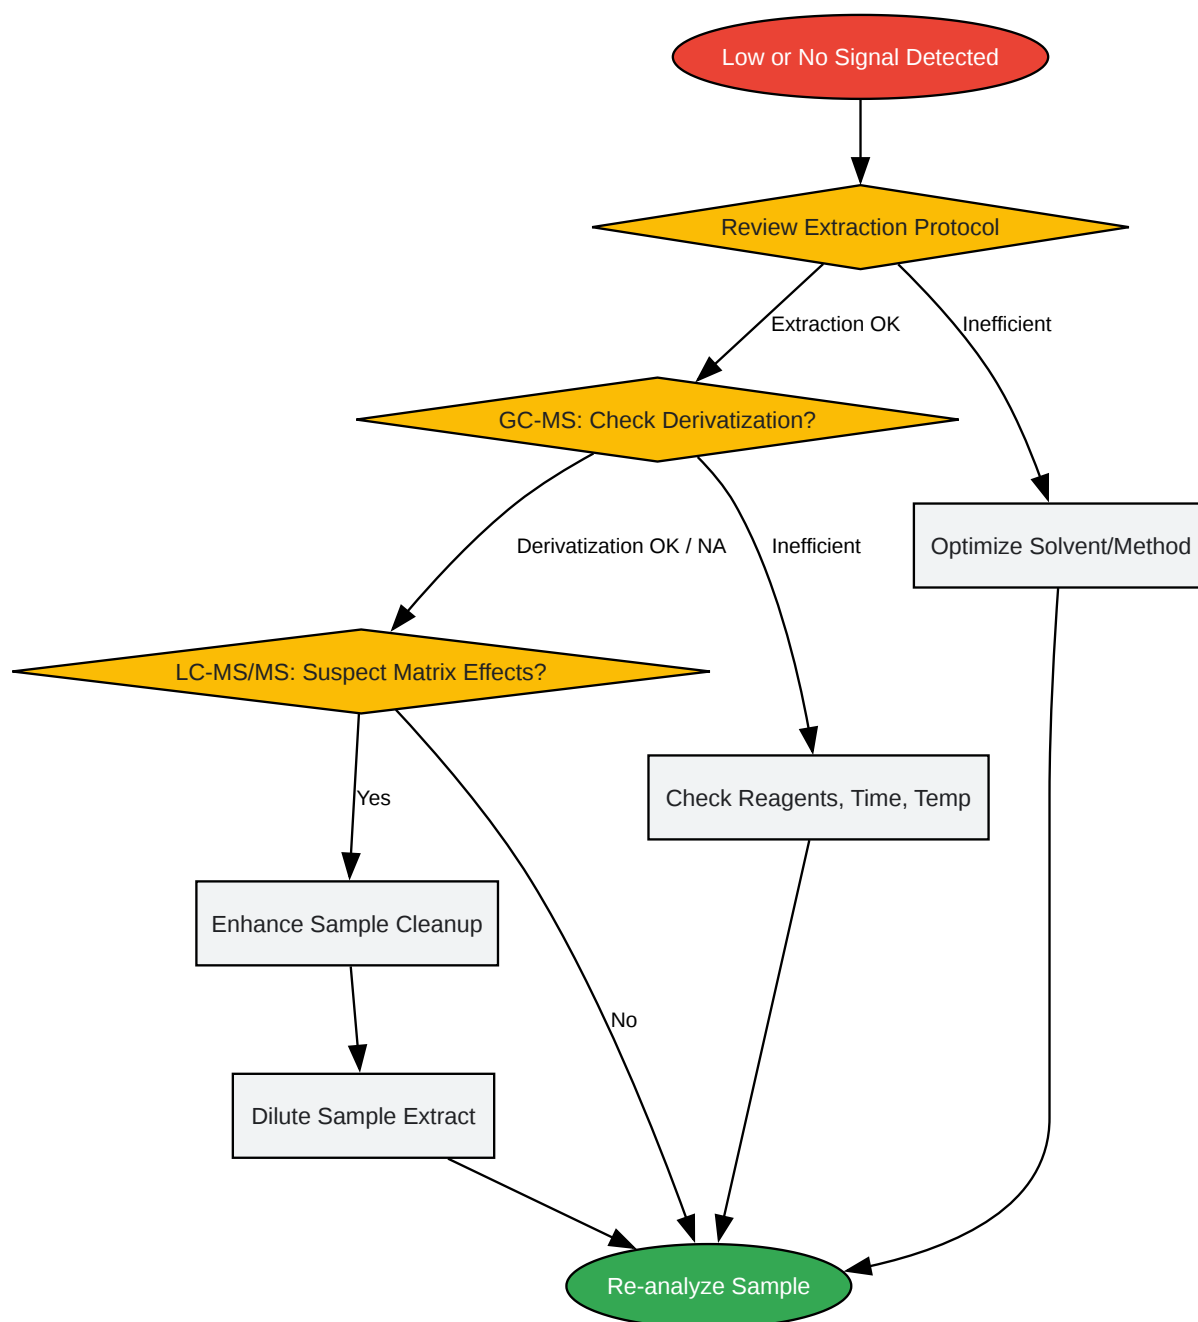 Low or No Signal Detected
Review Extraction Protocol
Extraction OK
Inefficient
GC-MS: Check Derivatization?
Derivatization OK / NA
Inefficient
Optimize Solvent/Method
LC-MS/MS: Suspect Matrix Effects?
Yes
Check Reagents, Time, Temp
Enhance Sample Cleanup
No
Dilute Sample Extract
Re-analyze Sample